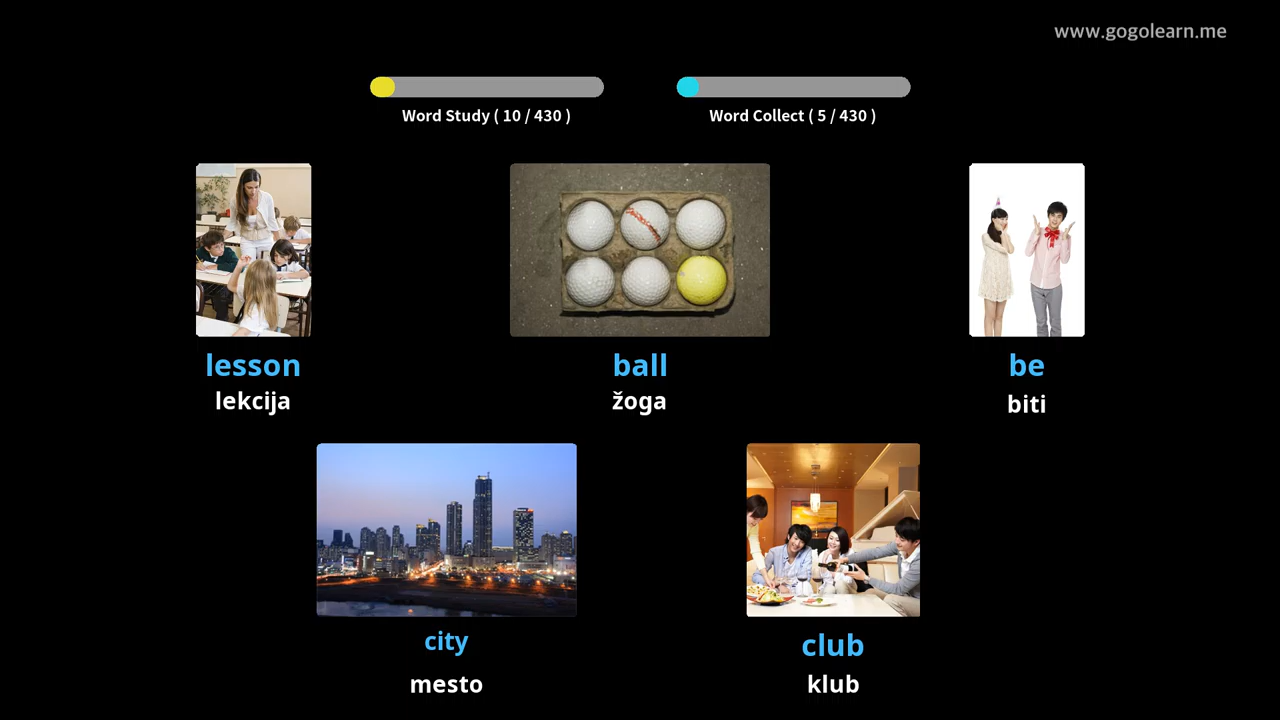 www.gogolearn.me
Word Study ( 10 / 430 )
Word Collect ( 5 / 430 )
lesson
lekcija
ball
žoga
be
biti
city
mesto
club
klub